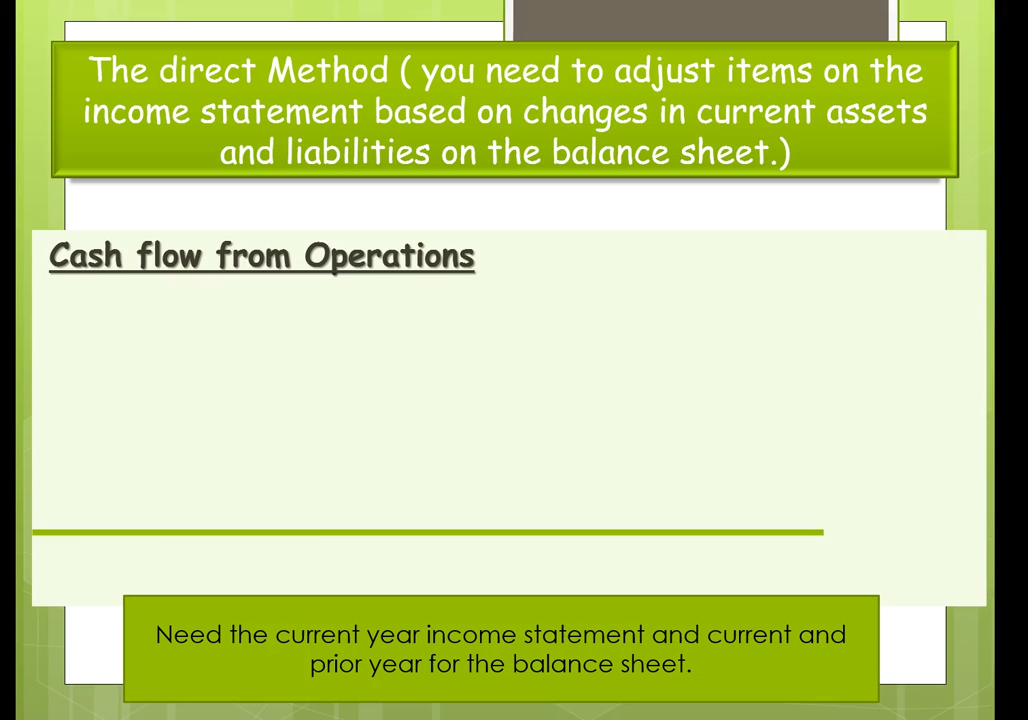 The direct Method ( you need to adjust items on the
income statement based on changes in current assets
and liabilities on the balance sheet.)
Cash flow from Operations
Need the current year income statement and current and
prior year for the balance sheet.